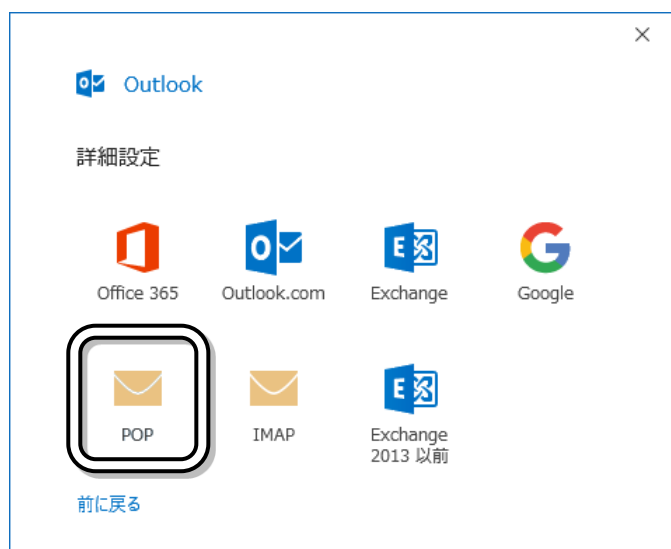 Outlook
詳細設定
Office 365
Outlook.com
Exchange
Google
POP
IMAP
Exchange
2013 以前
前に戻る